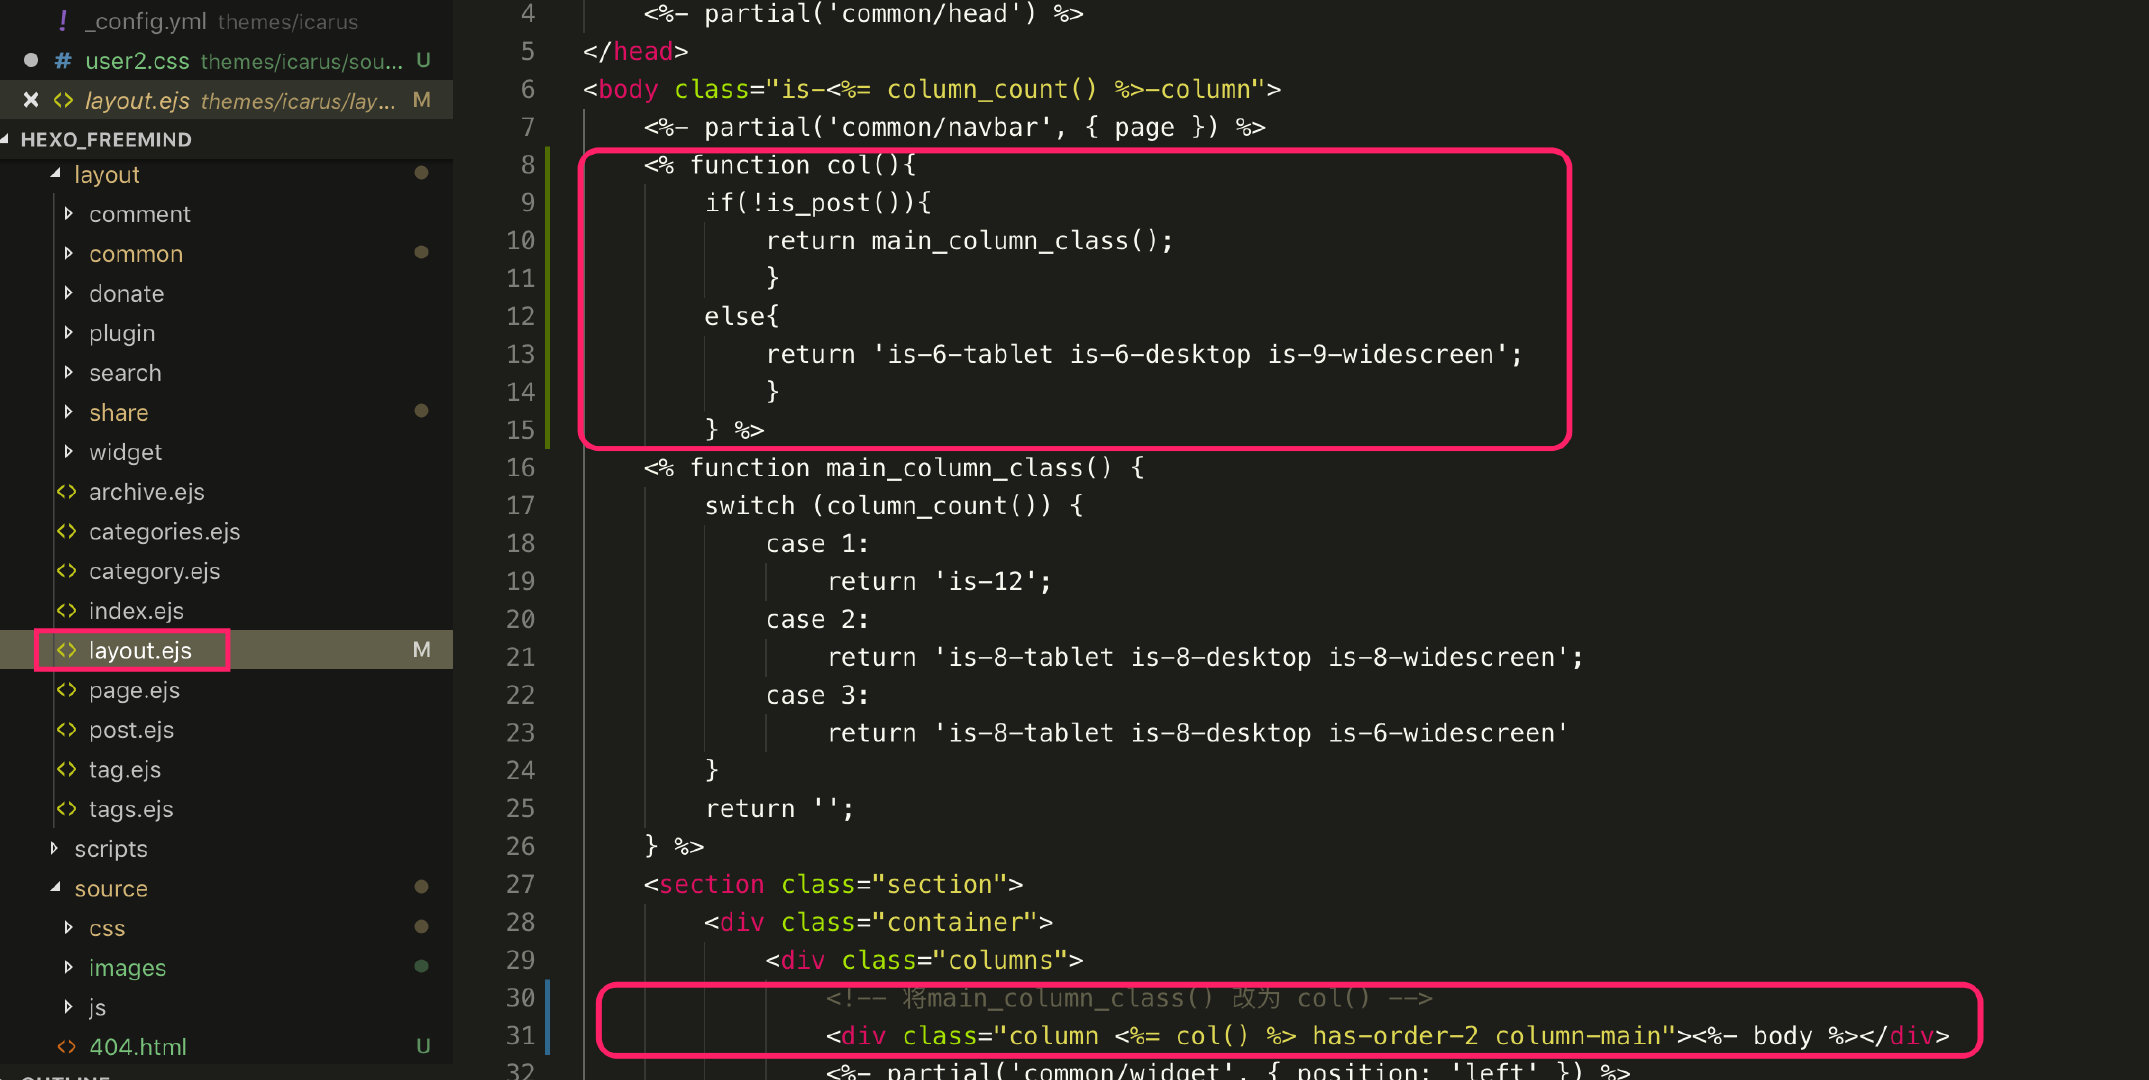 ! _config.yml themes/icarus
# user2.css themes/icarus/sou... U
<> layout.ejs themes/icarus/lay... M
HEXO_FREEMIND
layout
comment
common
donate
plugin
search
share
widget
<> archive.ejs
<> categories.ejs
<> category.ejs
<> index.ejs
<> layout.ejs M
<> page.ejs
<> post.ejs
<> tag.ejs
<> tags.ejs
scripts
source
css
images
js
<> 404.html U
OUTLINE
4 <%- partial('common/head') %>
5 </head>
6 <body class="is-<%= column_count() %>-column">
7 <%- partial('common/navbar', { page }) %>
8 <% function col(){
9 if(!is_post()){
10 return main_column_class();
11 }
12 else{
13 return 'is-6-tablet is-6-desktop is-9-widescreen';
14 }
15 } %>
16 <% function main_column_class() {
17 switch (column_count()) {
18 case 1:
19 return 'is-12';
20 case 2:
21 return 'is-8-tablet is-8-desktop is-8-widescreen';
22 case 3:
23 return 'is-8-tablet is-8-desktop is-6-widescreen'
24 }
25 return '';
26 } %>
27 <section class="section">
28 <div class="container">
29 <div class="columns">
30 <!-- 将main_column_class() 改为 col() -->
31 <div class="column <%= col() %> has-order-2 column-main"><%- body %></div>
32 <%- partial('common/widget', { position: 'left' }) %>